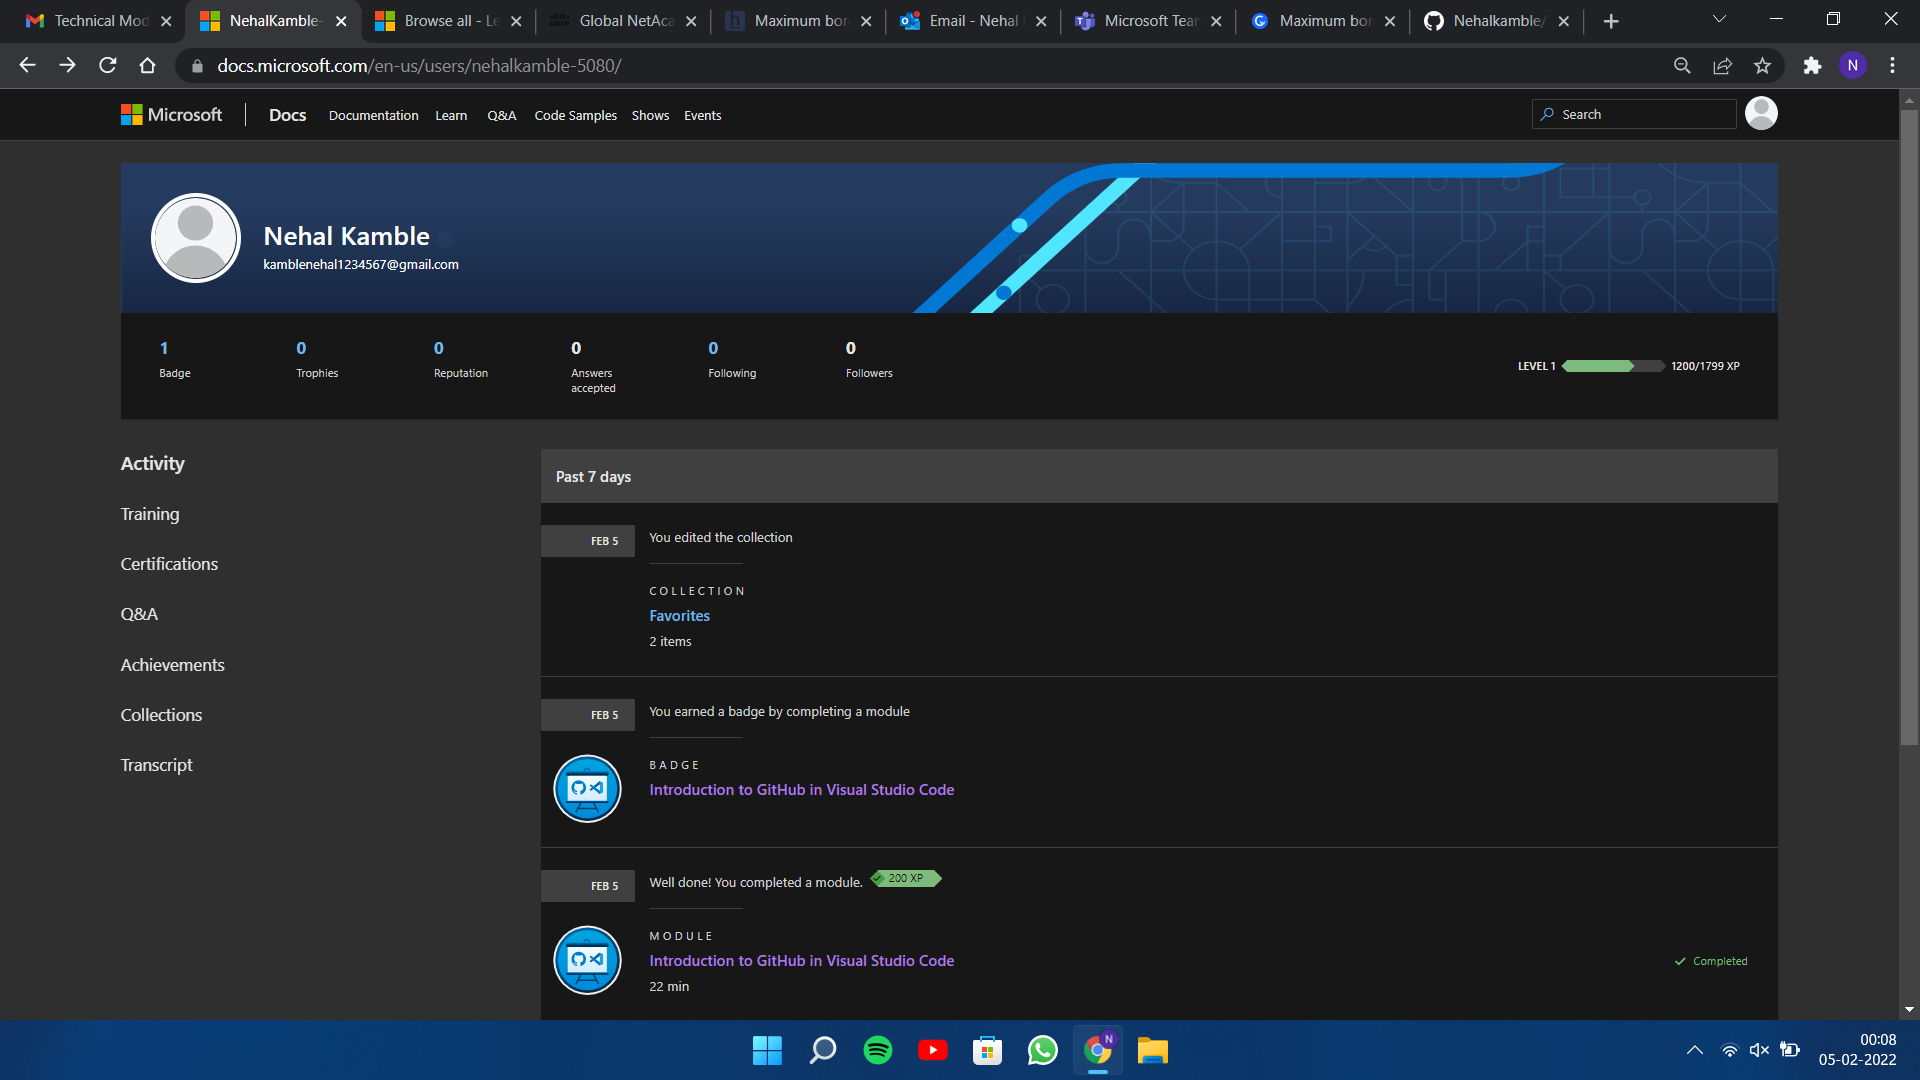 Technical Mod
NehalKamble-
Browse all - Le
Global NetAca
Maximum bor
Email - Nehal
Microsoft Tear
Maximum bor
Nehalkamble/
docs.microsoft.com/en-us/users/nehalkamble-5080/
N
Microsoft
Docs
Documentation
Learn
Q&A
Code Samples
Shows
Events
Search
Nehal Kamble
kamblenehal1234567@gmail.com
1
Badge
0
Trophies
0
Reputation
0
Answers
accepted
0
Following
0
Followers
LEVEL 1
1200/1799 XP
Activity
Training
Certifications
Q&A
Achievements
Collections
Transcript
Past 7 days
FEB 5
You edited the collection
COLLECTION
Favorites
2 items
FEB 5
You earned a badge by completing a module
BADGE
Introduction to GitHub in Visual Studio Code
FEB 5
Well done! You completed a module.
200 XP
MODULE
Introduction to GitHub in Visual Studio Code
22 min
Completed
N
00:08
05-02-2022